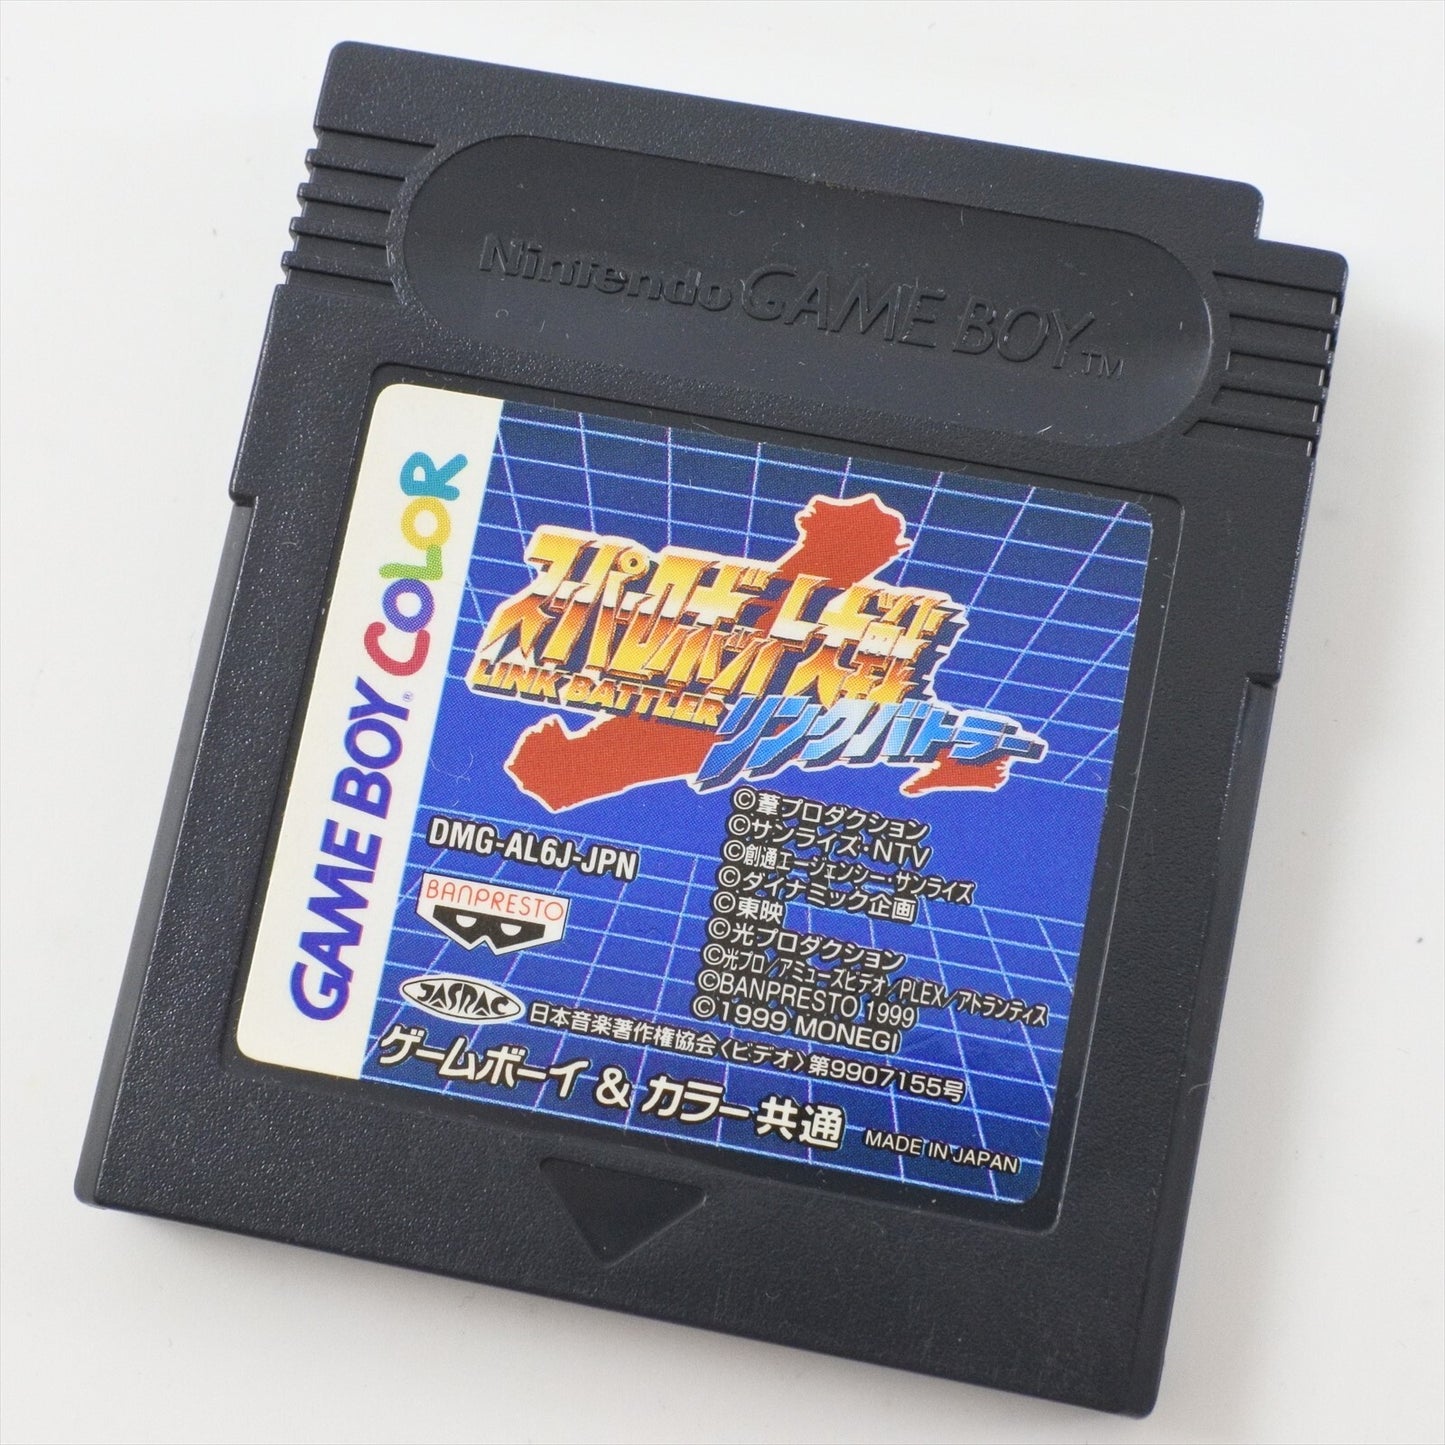 Nintendo GAME BOY™
GAME BOY® COLOR
スーパーロボット大戦
LINK BATTLER
リンクバトラー
DMG-AL6J-JPN
BANPRESTO
©葦プロダクション
©サンライズ・NTV
©創通エージェンシー・サンライズ
©ダイナミック企画
©東映
©光プロダクション
©光プロ/アミューズビデオ/PLEX/アトランティス
©BANPRESTO 1999
©1999 MONEGI
JASRAC
日本音楽著作権協会〈ビデオ〉第9907155号
ゲームボーイ & カラー共通
MADE IN JAPAN